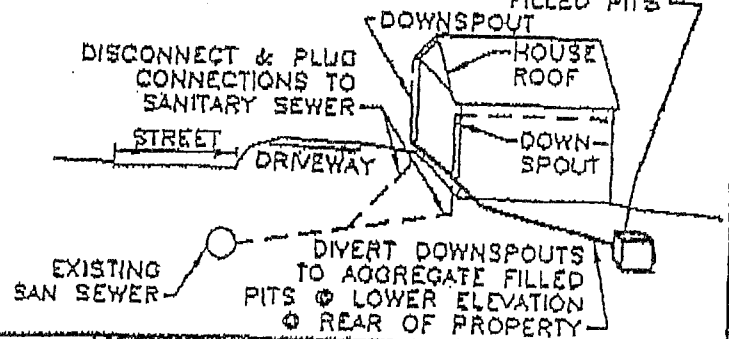 FILLED PITS
DOWNSPOUT
DISCONNECT & PLUG
CONNECTIONS TO
SANITARY SEWER
HOUSE
ROOF
STREET
DRIVEWAY
DOWN-
SPOUT
EXISTING
SAN SEWER
DIVERT DOWNSPOUTS
TO AGGREGATE FILLED
PITS @ LOWER ELEVATION
@ REAR OF PROPERTY